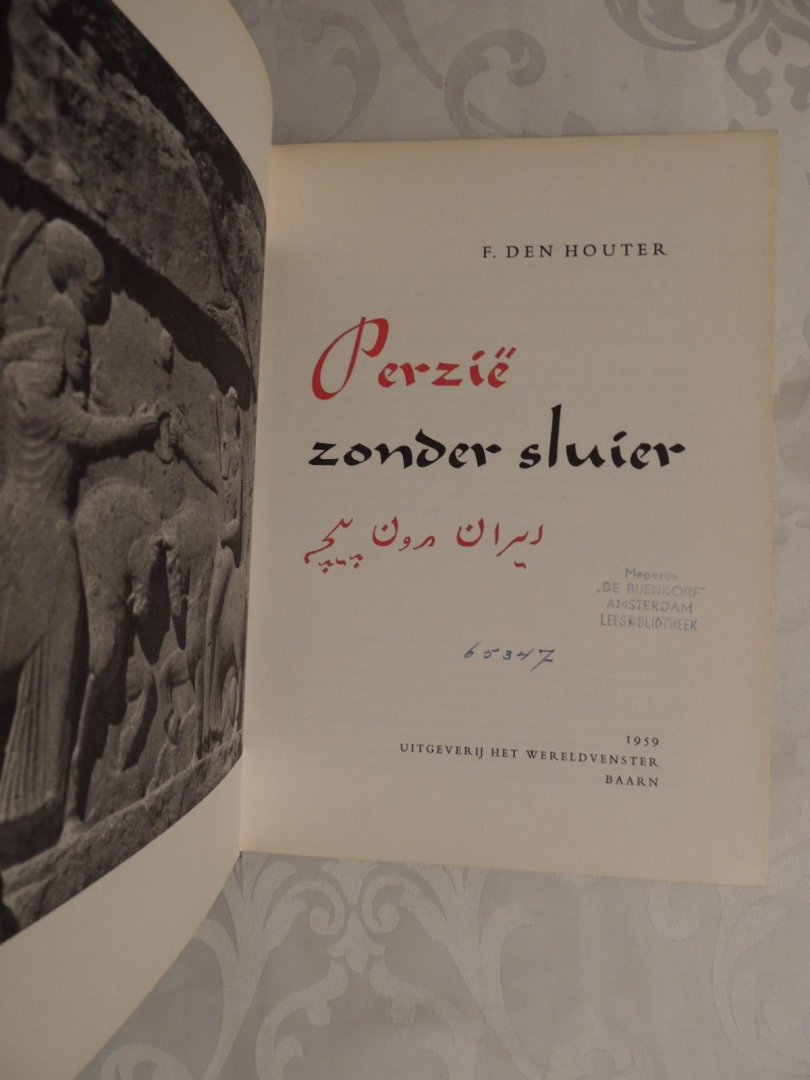 F. DEN HOUTER
Perzië
zonder sluier
ایران بدون پیچه
Magazijn
„DE BIJENKORF"
AMSTERDAM
LEESBIBLIOTHEEK
65347
1959
UITGEVERIJ HET WERELDVENSTER
BAARN